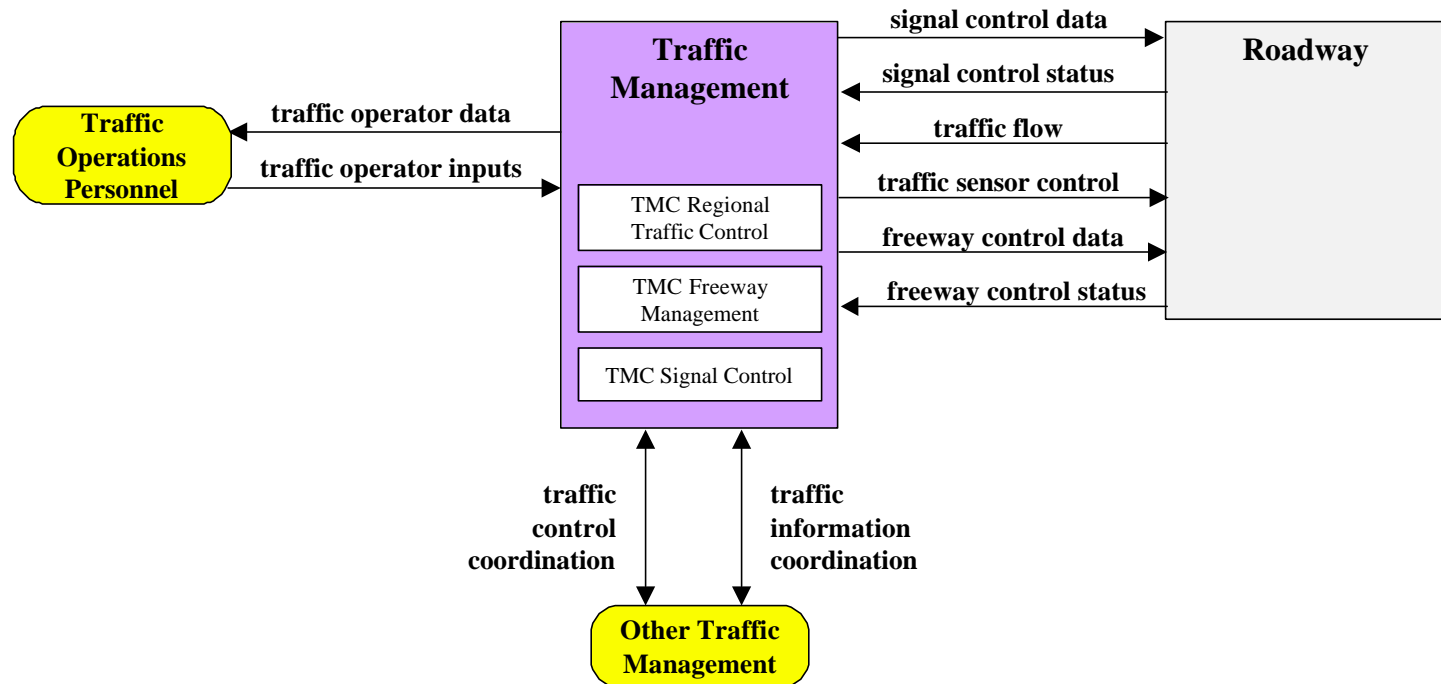 signal control data
Traffic
Management
Roadway
signal control status
traffic operator data
Traffic
Operations
Personnel
traffic flow
traffic operator inputs
traffic sensor control
TMC Regional
Traffic Control
freeway control data
TMC Freeway
Management
freeway control status
TMC Signal Control
traffic
control
coordination
traffic
information
coordination
Other Traffic
Management